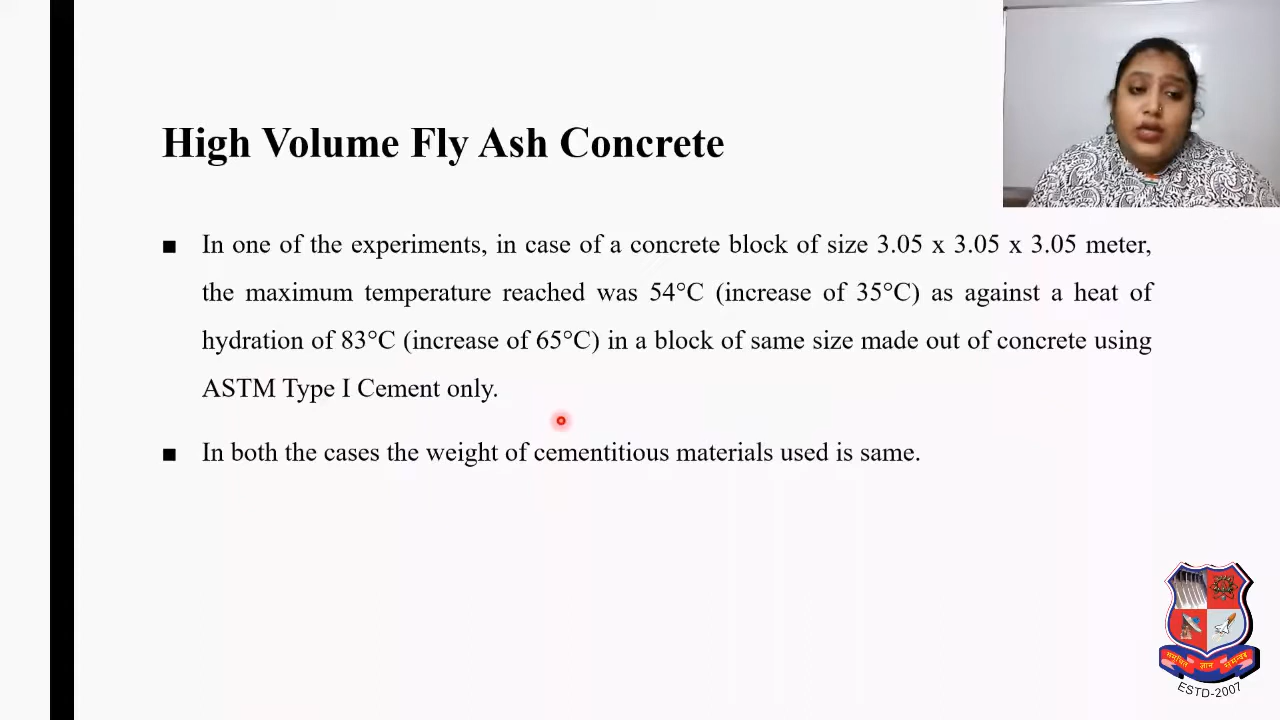 High Volume Fly Ash Concrete
■ In one of the experiments, in case of a concrete block of size 3.05 x 3.05 x 3.05 meter,
the maximum temperature reached was 54°C (increase of 35°C) as against a heat of
hydration of 83°C (increase of 65°C) in a block of same size made out of concrete using
ASTM Type I Cement only.
■ In both the cases the weight of cementitious materials used is same.
ज्ञान
ESTD-2007